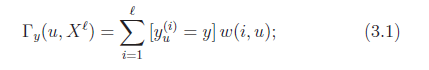 Γ_y(u, X^ℓ) = ∑_{i=1}^{ℓ} [y_u^{(i)} = y] w(i, u);    (3.1)